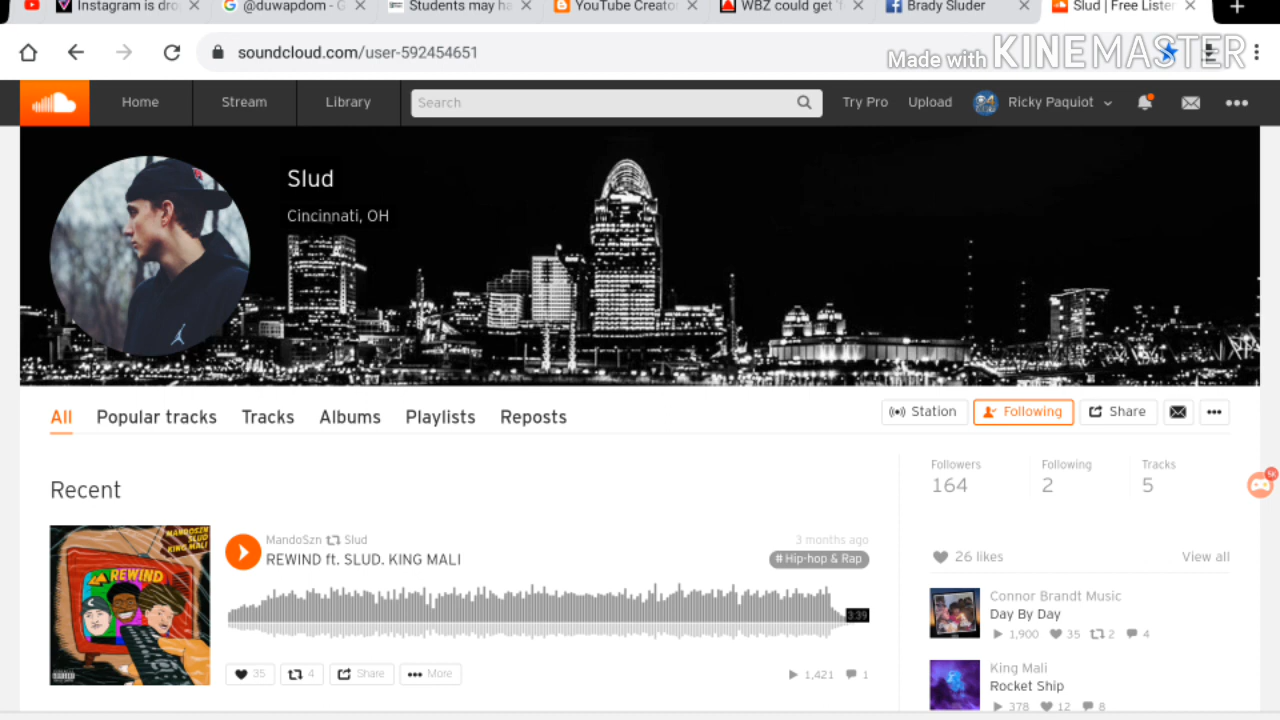 Instagram is dro
@duwapdom - G
Students may ha
YouTube Creato
WBZ could get "f
Brady Sluder
Slud | Free Listen
soundcloud.com/user-592454651
Made with KINEMASTER
Home
Stream
Library
Search
Try Pro
Upload
Ricky Paquiot
Slud
Cincinnati, OH
All
Popular tracks
Tracks
Albums
Playlists
Reposts
Station
Following
Share
Followers
Following
Tracks
164
2
5
Recent
MandoSzn Slud
3 months ago
REWIND ft. SLUD. KING MALI
# Hip-hop & Rap
MANDOSZN
SLUD
KING MALI
REWIND
3:39
35
4
Share
More
1,421
1
26 likes
View all
Connor Brandt Music
Day By Day
1,900 35 2 4
King Mali
Rocket Ship
378 12 8